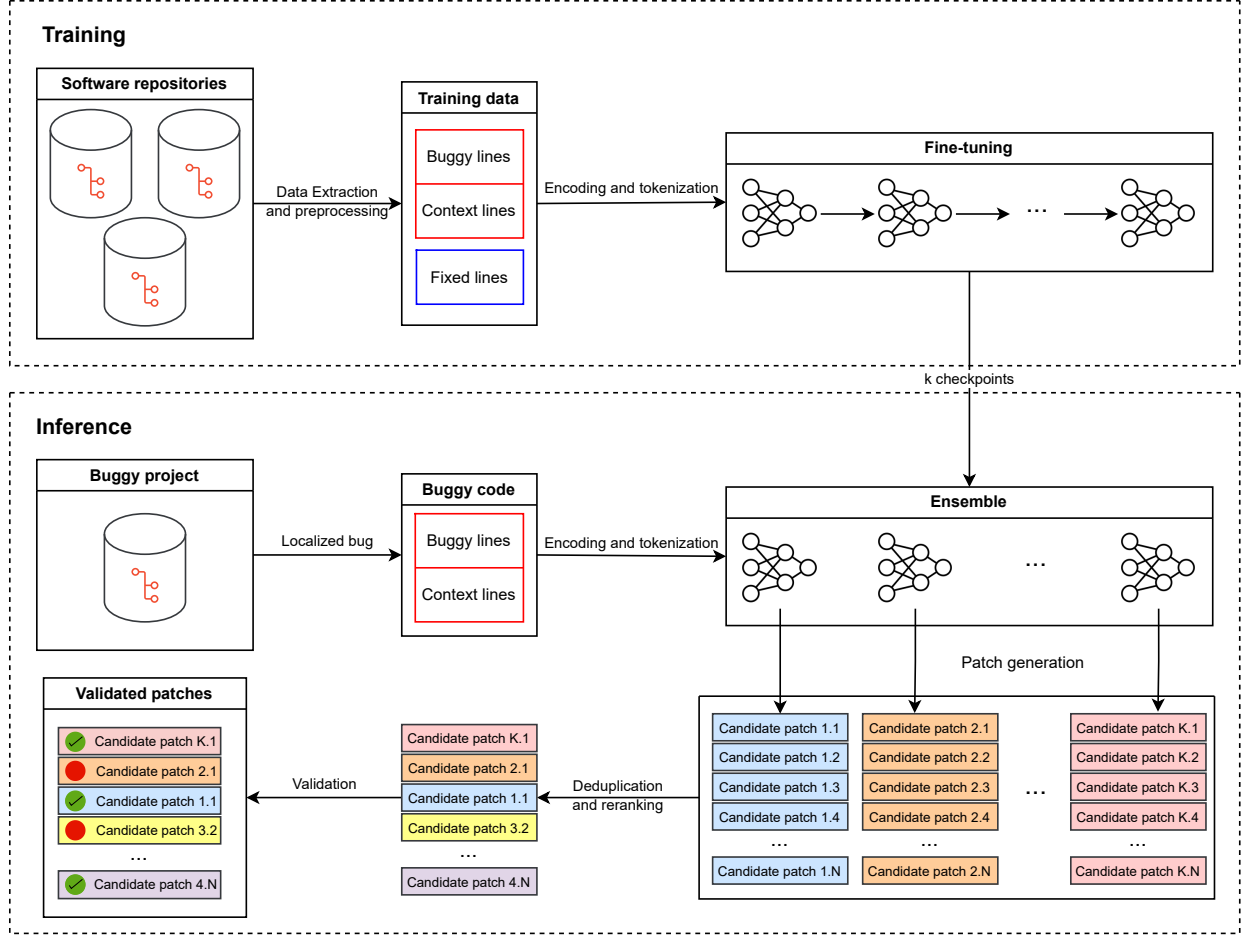 Training
Software repositories
Data Extraction
and preprocessing
Training data
Buggy lines
Context lines
Fixed lines
Encoding and tokenization
Fine-tuning
...
k checkpoints
Inference
Buggy project
Localized bug
Buggy code
Buggy lines
Context lines
Encoding and tokenization
Ensemble
...
Patch generation
Candidate patch 1.1
Candidate patch 1.2
Candidate patch 1.3
Candidate patch 1.4
...
Candidate patch 1.N
Candidate patch 2.1
Candidate patch 2.2
Candidate patch 2.3
Candidate patch 2.4
...
Candidate patch 2.N
...
Candidate patch K.1
Candidate patch K.2
Candidate patch K.3
Candidate patch K.4
...
Candidate patch K.N
Deduplication
and reranking
Candidate patch K.1
Candidate patch 2.1
Candidate patch 1.1
Candidate patch 3.2
...
Candidate patch 4.N
Validation
Validated patches
Candidate patch K.1
Candidate patch 2.1
Candidate patch 1.1
Candidate patch 3.2
...
Candidate patch 4.N